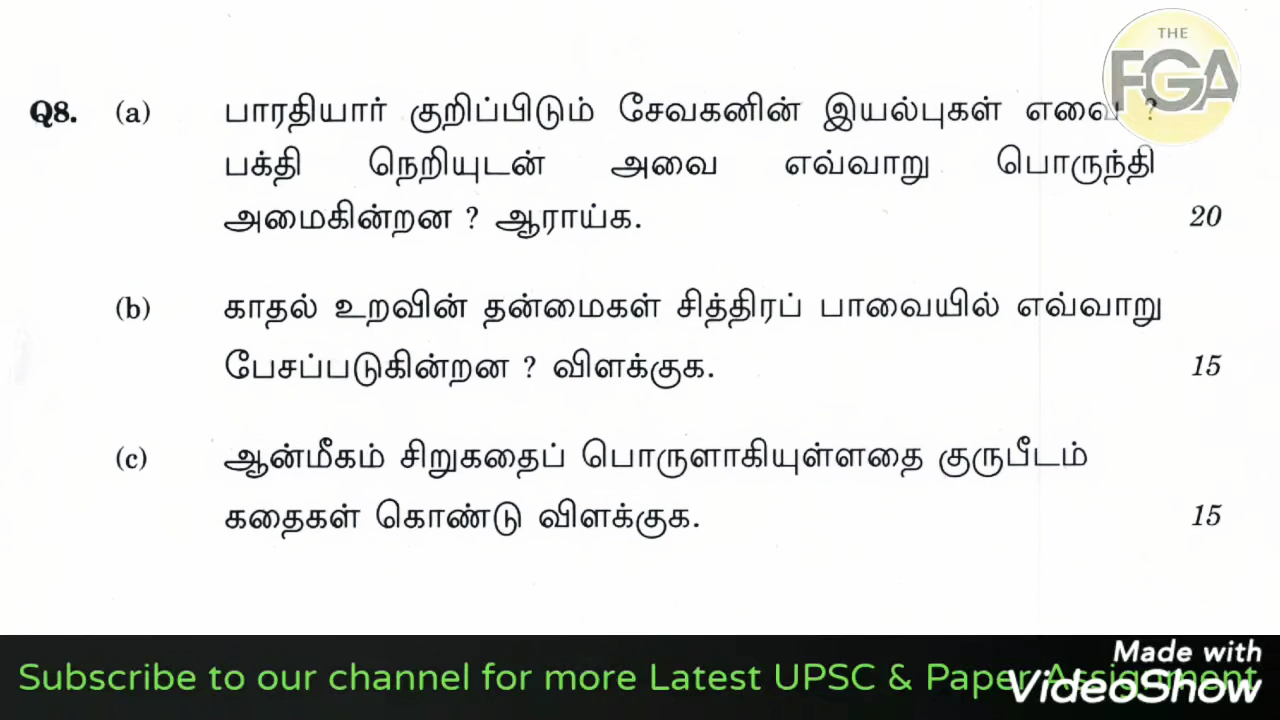 THE
FGA
Q8. (a) பாரதியார் குறிப்பிடும் சேவகனின் இயல்புகள் எவை ?
பக்தி நெறியுடன் அவை எவ்வாறு பொருந்தி
அமைகின்றன ? ஆராய்க. 20
(b) காதல் உறவின் தன்மைகள் சித்திரப் பாவையில் எவ்வாறு
பேசப்படுகின்றன ? விளக்குக. 15
(c) ஆன்மீகம் சிறுகதைப் பொருளாகியுள்ளதை குருபீடம்
கதைகள் கொண்டு விளக்குக. 15
Made with
Subscribe to our channel for more Latest UPSC & Paper Assignment
VideoShow